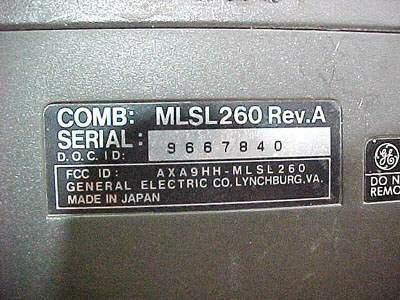 COMB: MLSL260 Rev.A
SERIAL: 9667840
D.O.C. ID:
FCC ID: AXA9HH-MLSL260
GENERAL ELECTRIC CO. LYNCHBURG.VA.
MADE IN JAPAN
GE
DO NO
REMO